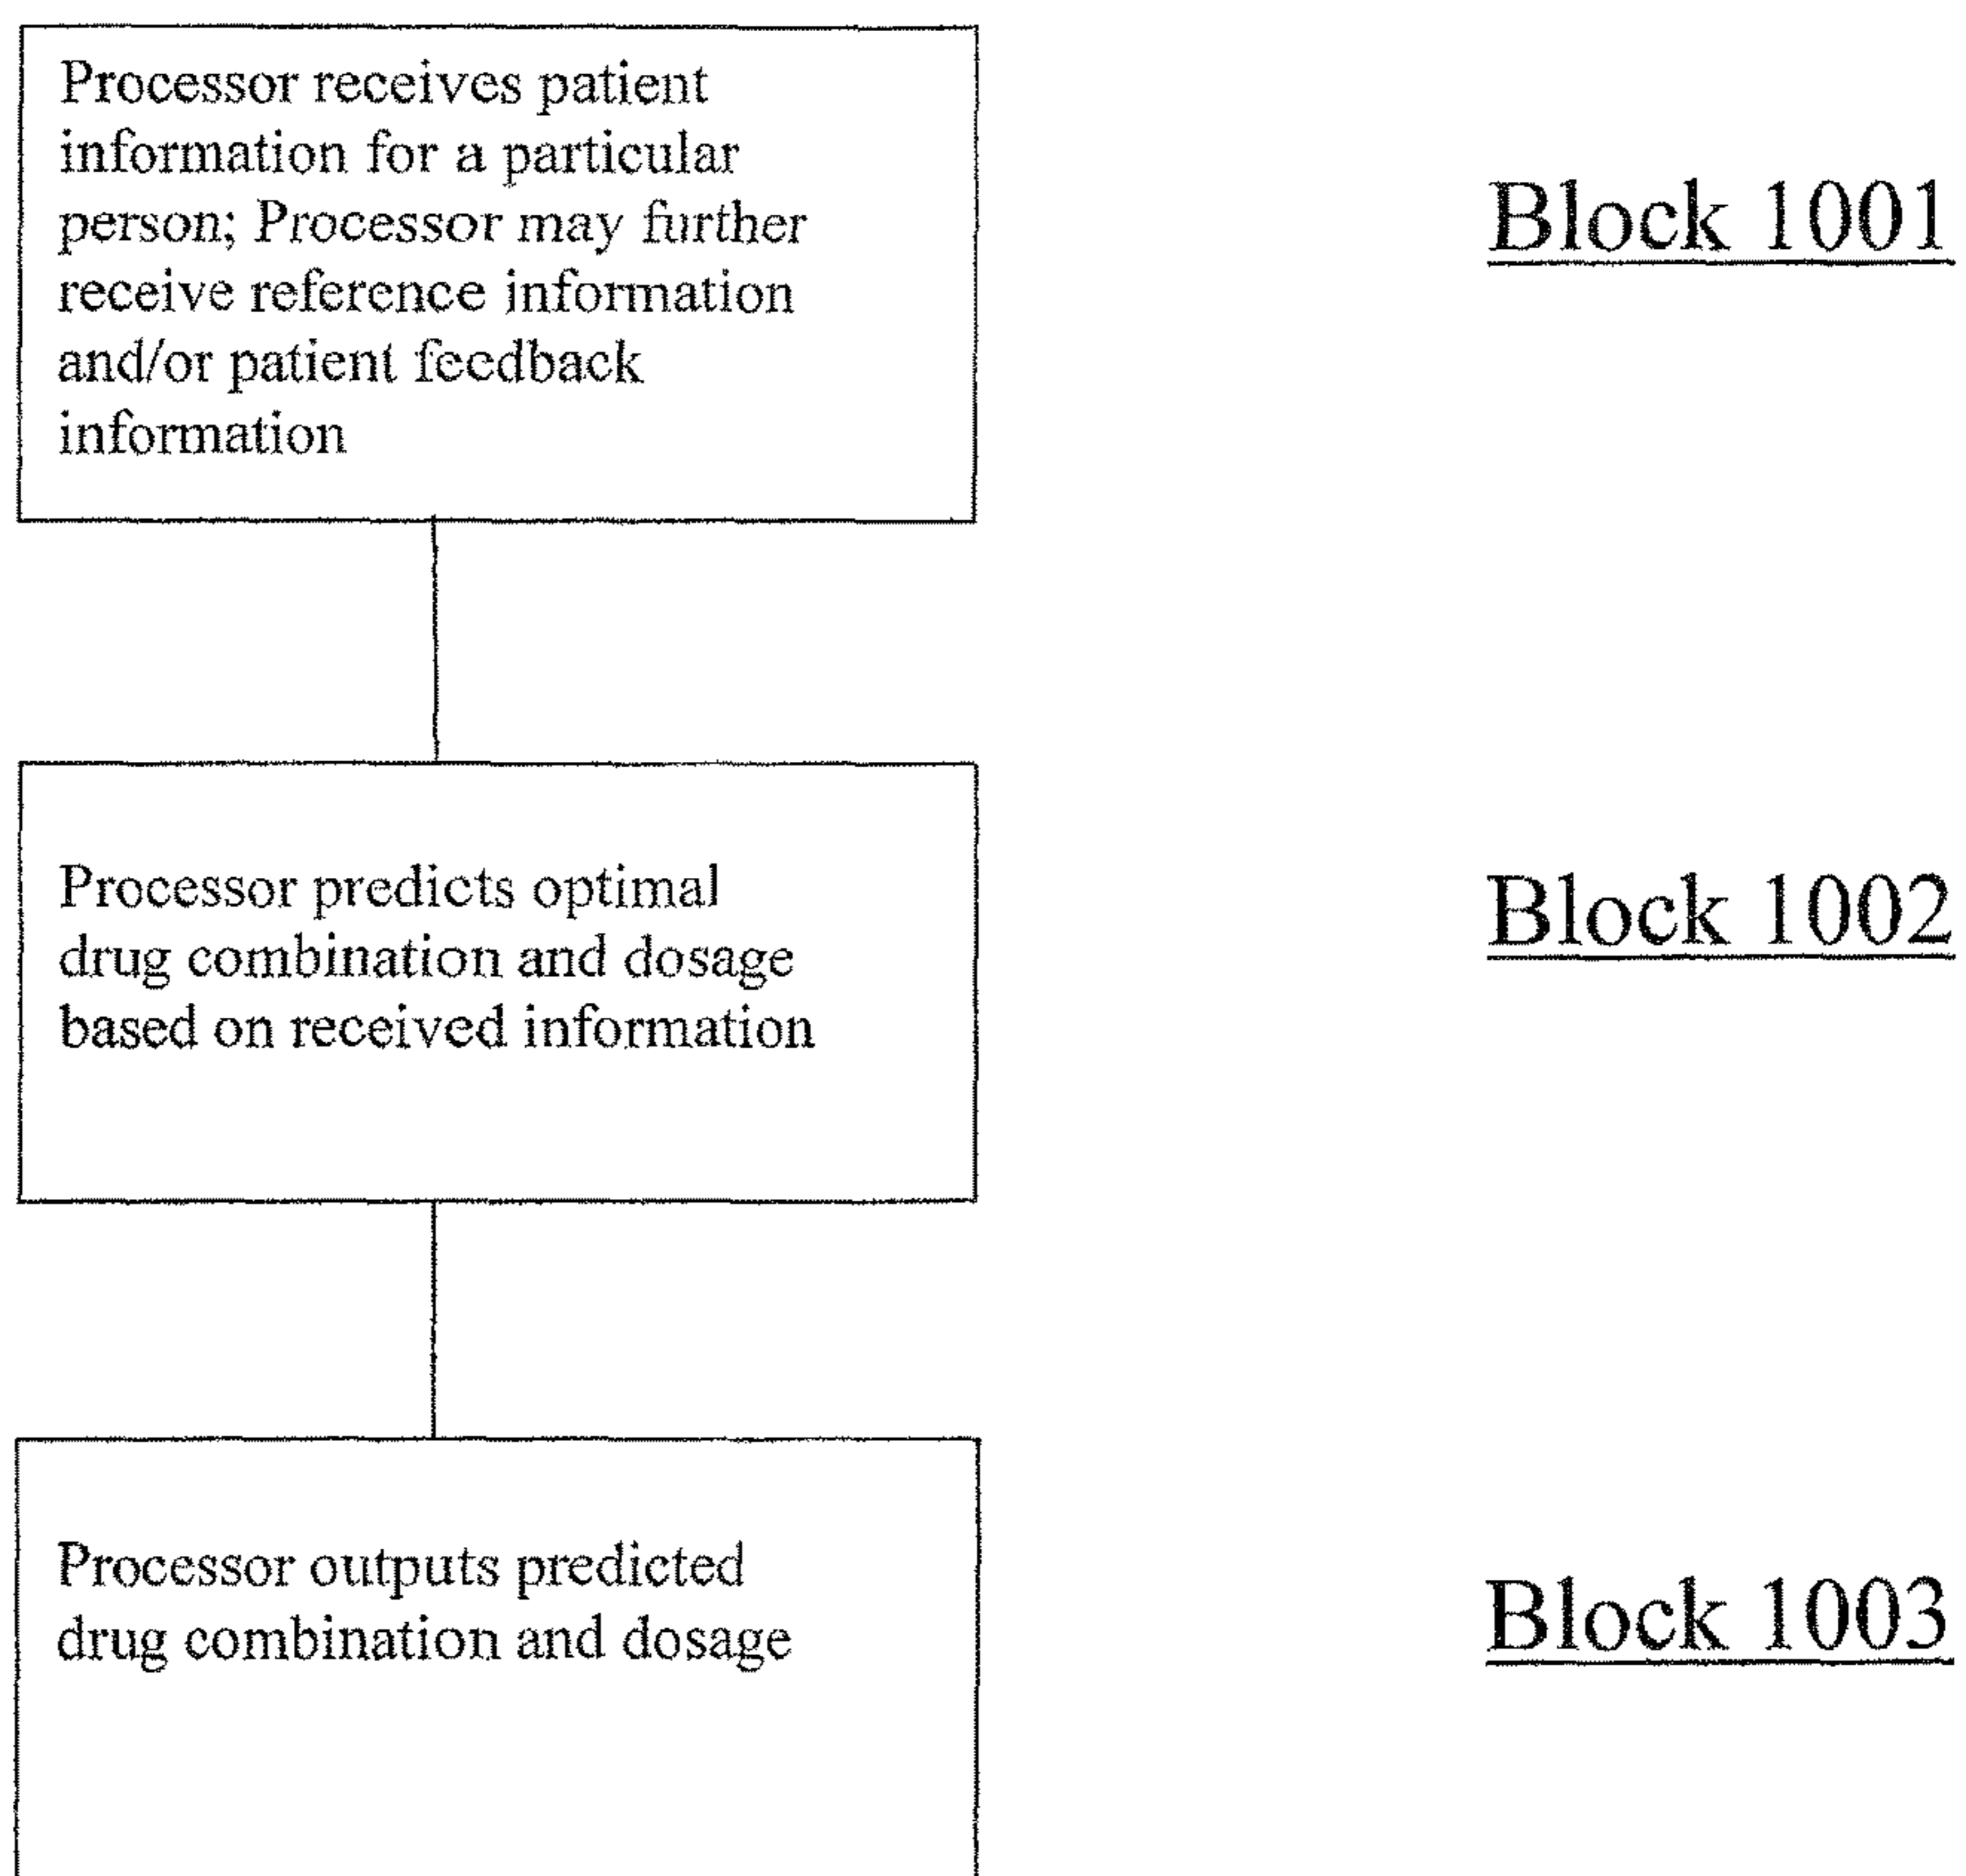 Processor receives patient
information for a particular
person; Processor may further
receive reference information
and/or patient feedback
information
Block 1001
Processor predicts optimal
drug combination and dosage
based on received information
Block 1002
Processor outputs predicted
drug combination and dosage
Block 1003